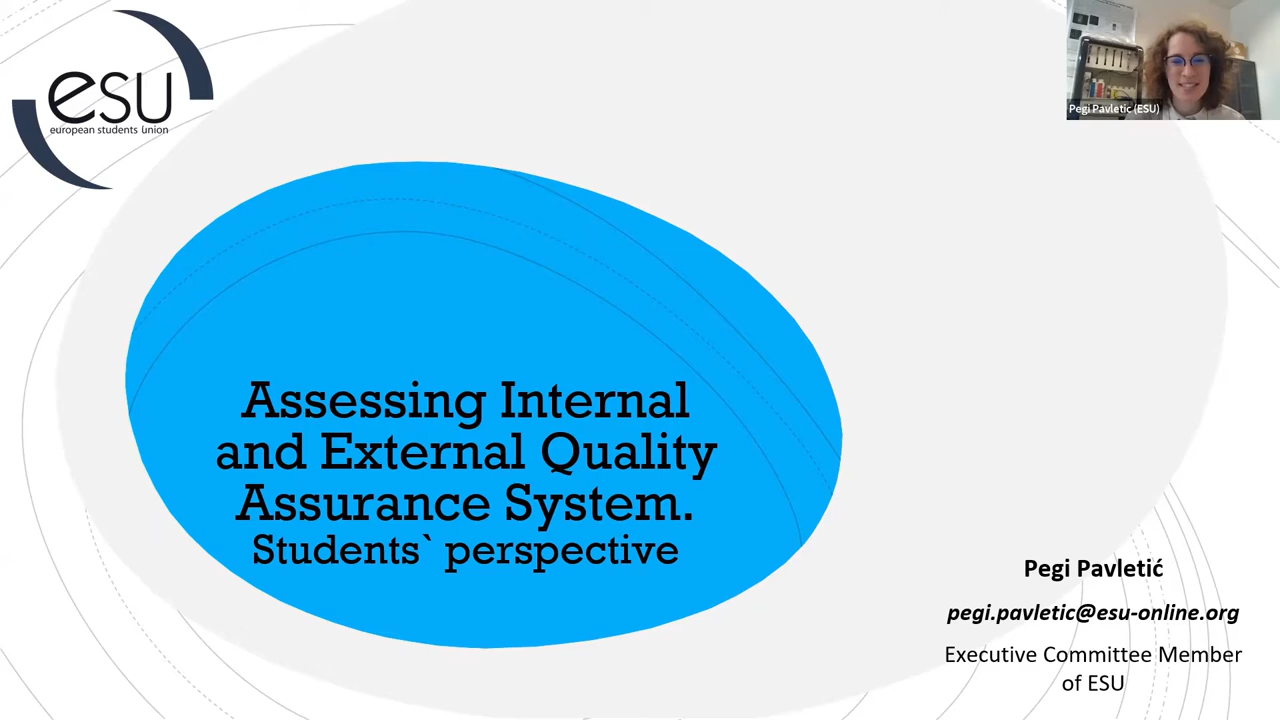 esu
european students union
Pegi Pavletic (ESU)
Assessing Internal
and External Quality
Assurance System.
Students` perspective
Pegi Pavletić
pegi.pavletic@esu-online.org
Executive Committee Member
of ESU